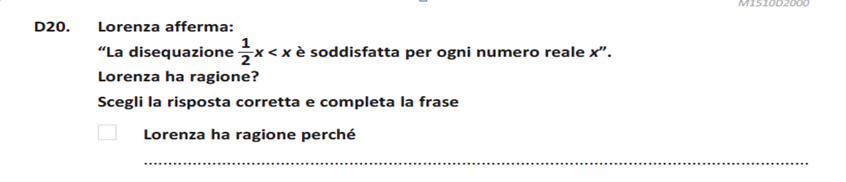 M1510D2000
D20. Lorenza afferma:
“La disequazione 1/2 x < x è soddisfatta per ogni numero reale x”.
Lorenza ha ragione?
Scegli la risposta corretta e completa la frase
Lorenza ha ragione perché
................................................................................................................................................